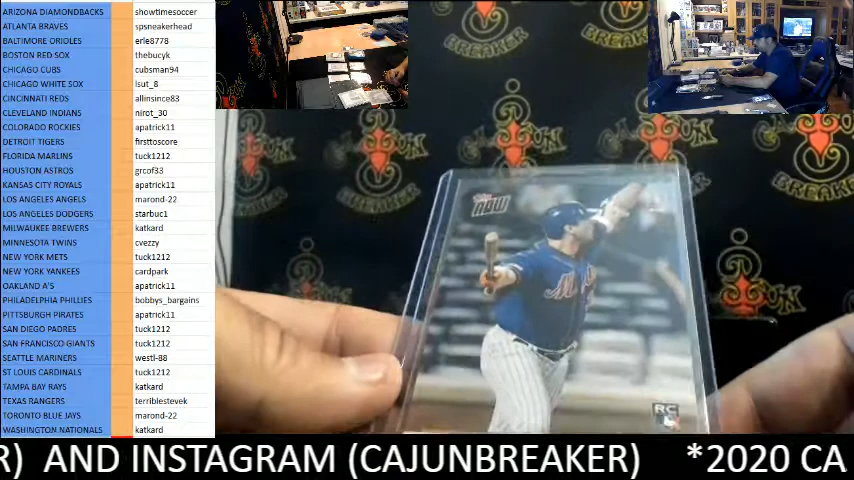 ARIZONA DIAMONDBACKS showtimesoccer
ATLANTA BRAVES spsneakerhead
BALTIMORE ORIOLES erle8778
BOSTON RED SOX thebucyk
CHICAGO CUBS cubsman94
CHICAGO WHITE SOX lsut_8
CINCINNATI REDS allinsince83
CLEVELAND INDIANS nirot_30
COLORADO ROCKIES apatrick11
DETROIT TIGERS firsttoscore
FLORIDA MARLINS tuck1212
HOUSTON ASTROS grcof33
KANSAS CITY ROYALS apatrick11
LOS ANGELES ANGELS marond-22
LOS ANGELES DODGERS starbuc1
MILWAUKEE BREWERS katkard
MINNESOTA TWINS cvezzy
NEW YORK METS tuck1212
NEW YORK YANKEES cardpark
OAKLAND A'S apatrick11
PHILADELPHIA PHILLIES bobbys_bargains
PITTSBURGH PIRATES apatrick11
SAN DIEGO PADRES tuck1212
SAN FRANCISCO GIANTS tuck1212
SEATTLE MARINERS westl-88
ST LOUIS CARDINALS tuck1212
TAMPA BAY RAYS katkard
TEXAS RANGERS terriblestevek
TORONTO BLUE JAYS marond-22
WASHINGTON NATIONALS katkard
CAJUN
BREAKER
NOW
RC
R) AND INSTAGRAM (CAJUNBREAKER) *2020 CA